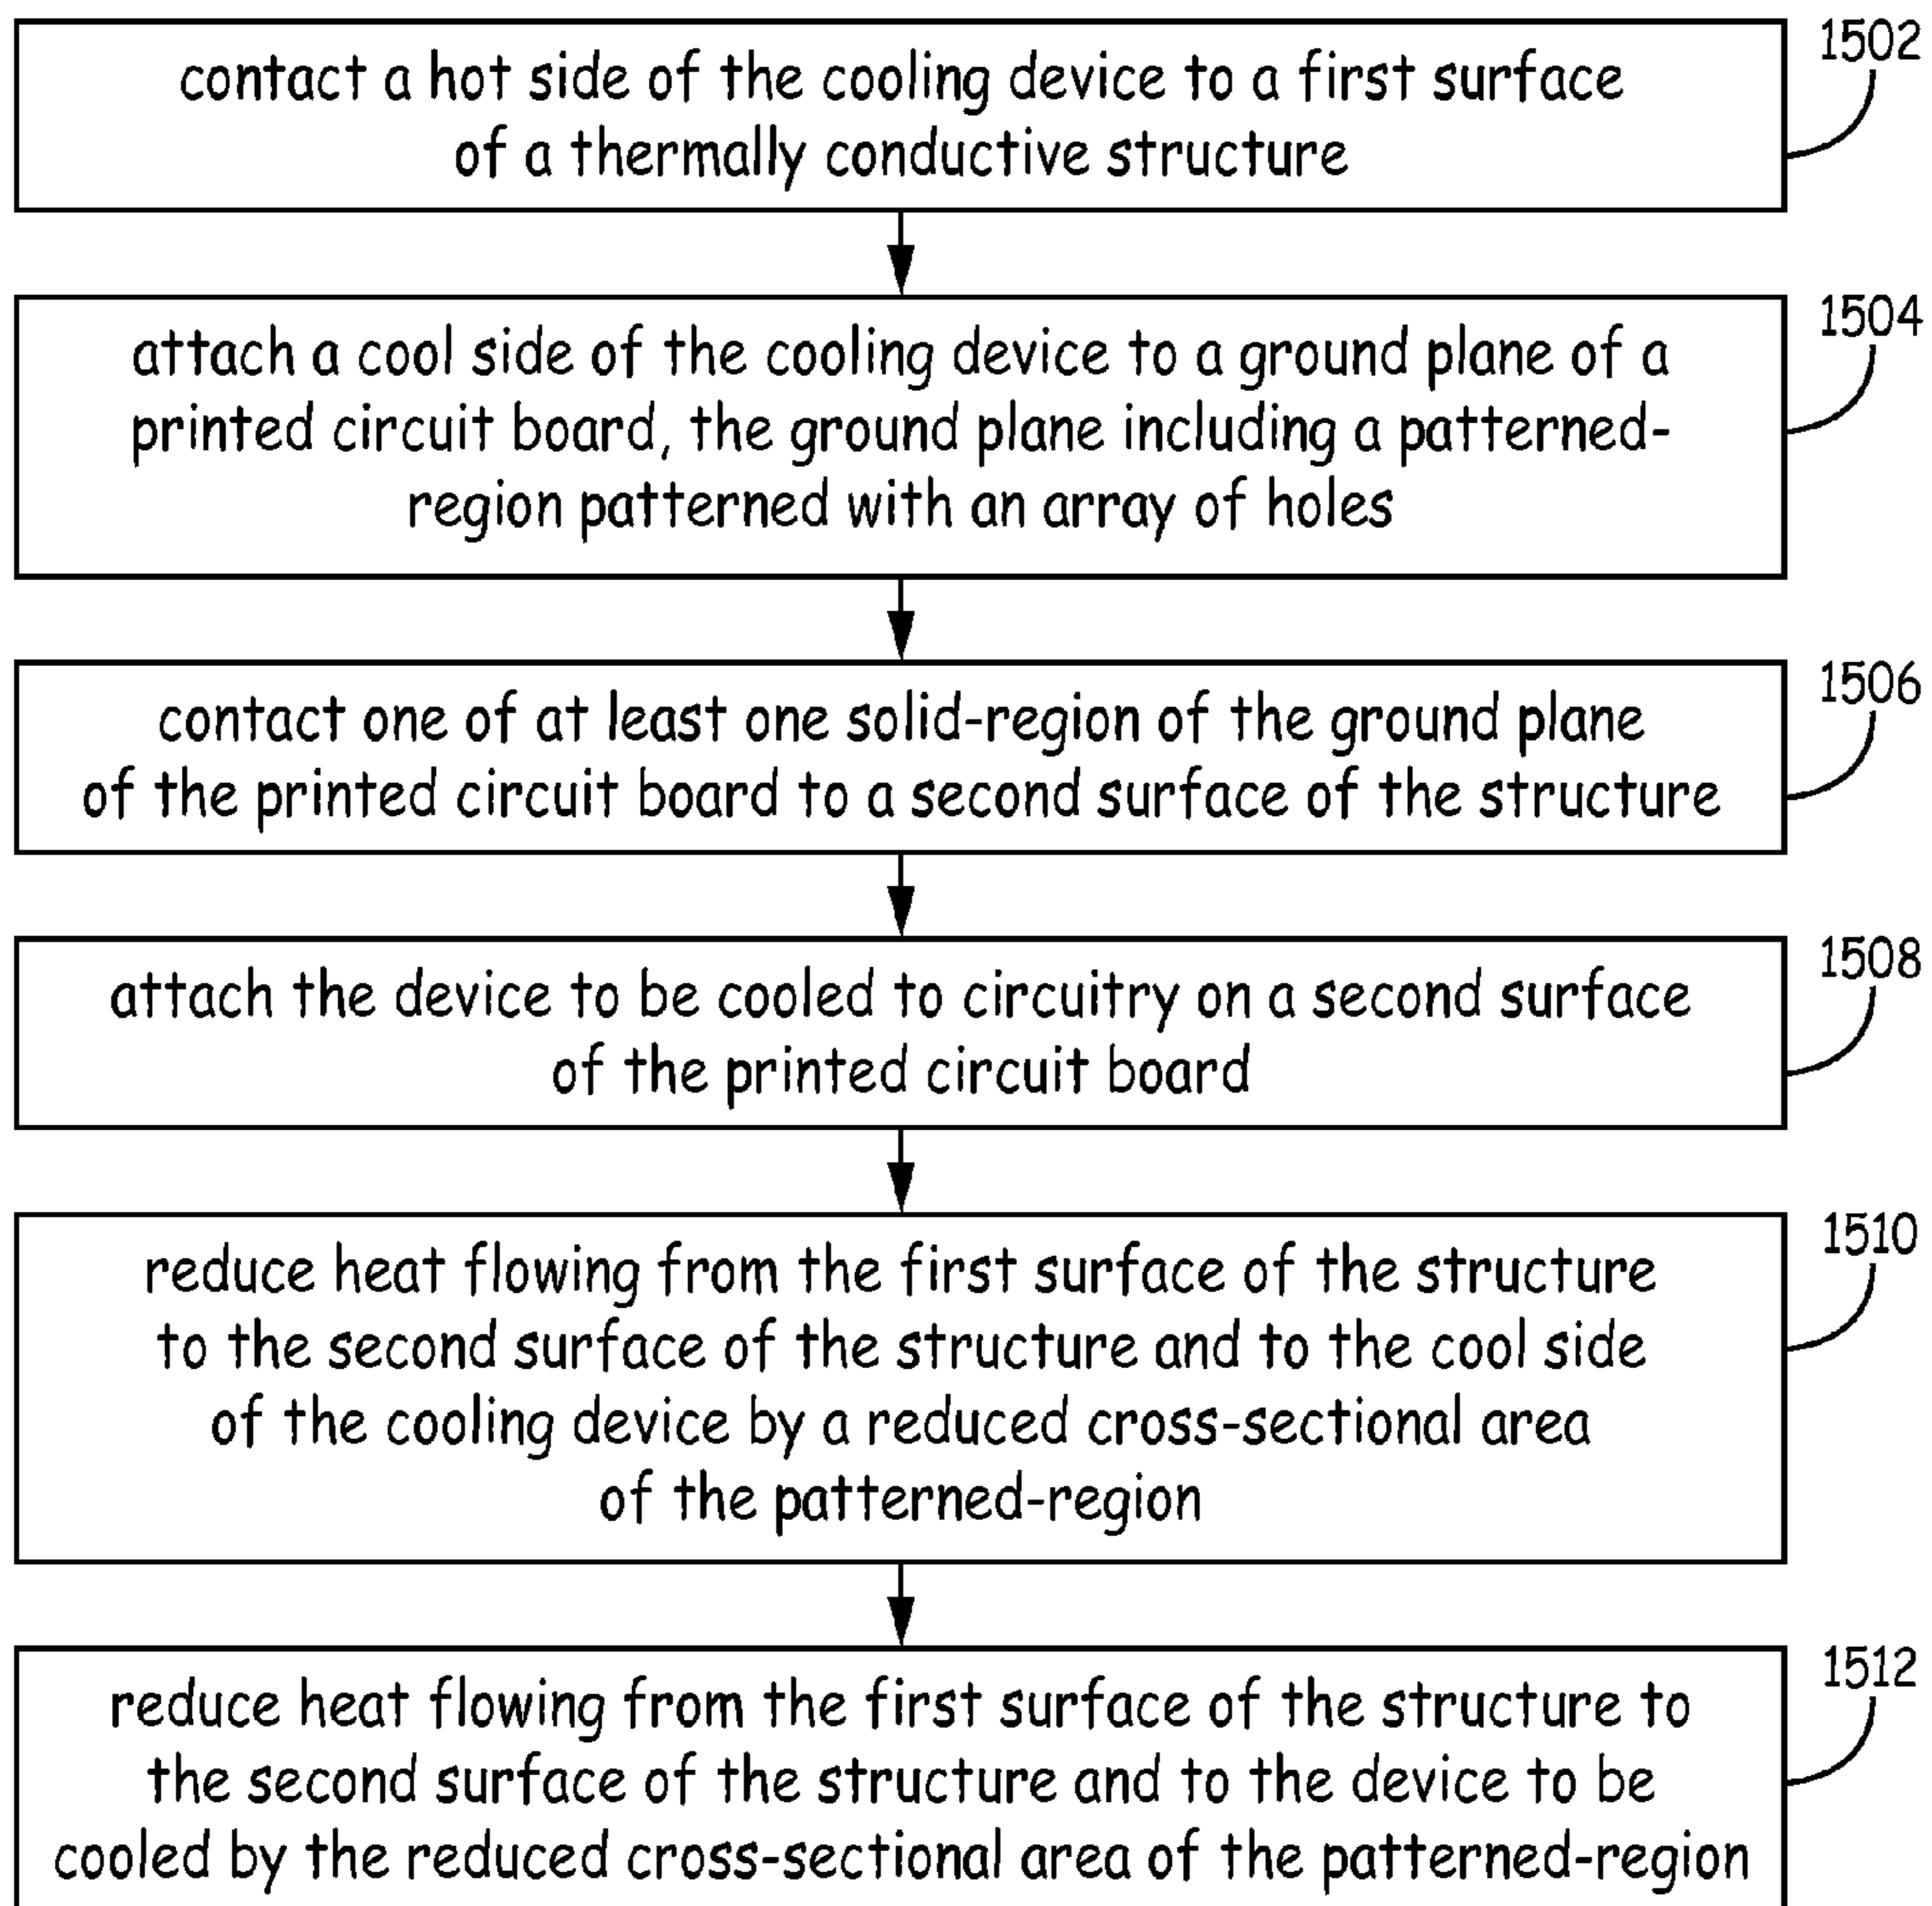 1502
contact a hot side of the cooling device to a first surface
of a thermally conductive structure
1504
attach a cool side of the cooling device to a ground plane of a
printed circuit board, the ground plane including a patterned-
region patterned with an array of holes
1506
contact one of at least one solid-region of the ground plane
of the printed circuit board to a second surface of the structure
1508
attach the device to be cooled to circuitry on a second surface
of the printed circuit board
1510
reduce heat flowing from the first surface of the structure
to the second surface of the structure and to the cool side
of the cooling device by a reduced cross-sectional area
of the patterned-region
1512
reduce heat flowing from the first surface of the structure to
the second surface of the structure and to the device to be
cooled by the reduced cross-sectional area of the patterned-region